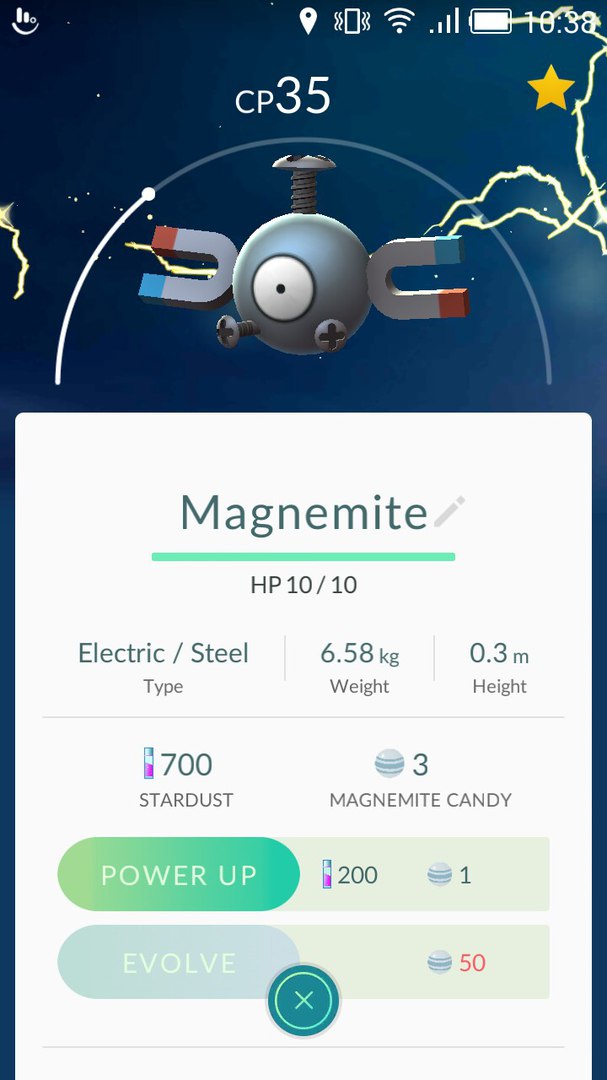 10:38
CP35
Magnemite
HP 10 / 10
Electric / Steel 6.58 kg 0.3 m
Type Weight Height
700 3
STARDUST MAGNEMITE CANDY
POWER UP 200 1
EVOLVE 50